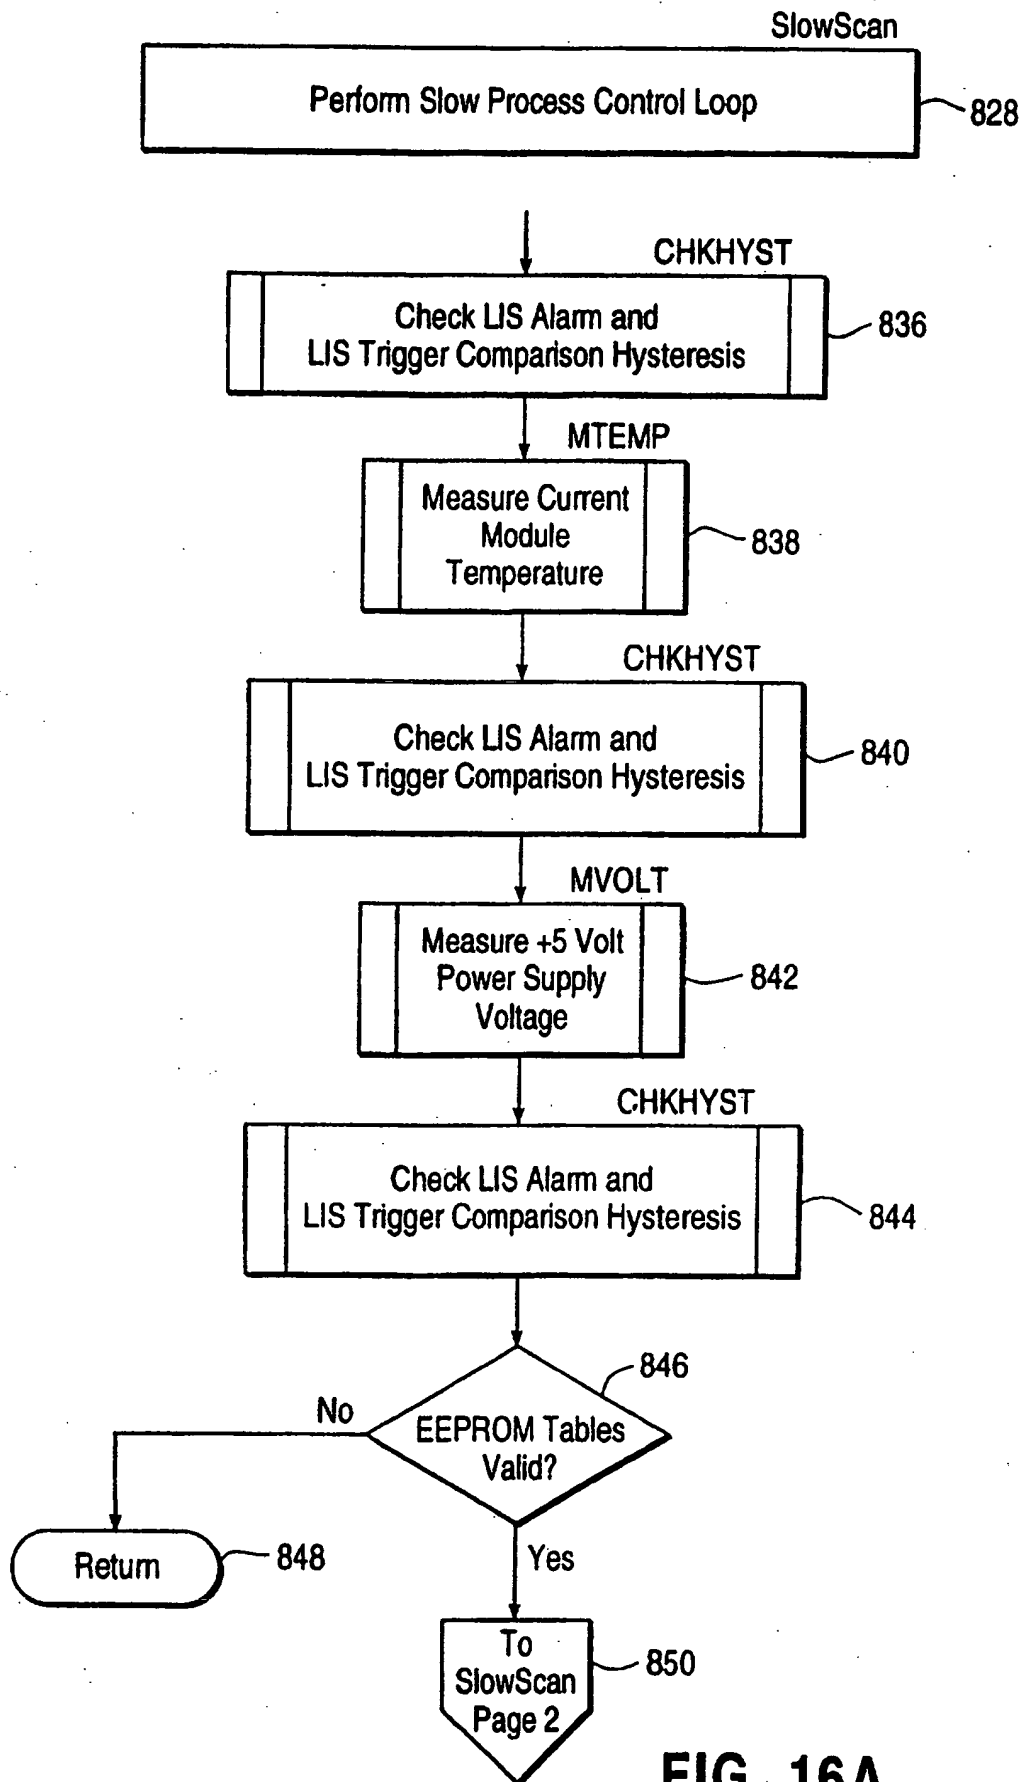 SlowScan
Perform Slow Process Control Loop
828
CHKHYST
Check LIS Alarm and
LIS Trigger Comparison Hysteresis
836
MTEMP
Measure Current
Module
Temperature
838
CHKHYST
Check LIS Alarm and
LIS Trigger Comparison Hysteresis
840
MVOLT
Measure +5 Volt
Power Supply
Voltage
842
CHKHYST
Check LIS Alarm and
LIS Trigger Comparison Hysteresis
844
846
No
EEPROM Tables
Valid?
Return
848
Yes
To
SlowScan
Page 2
850
FIG. 16A